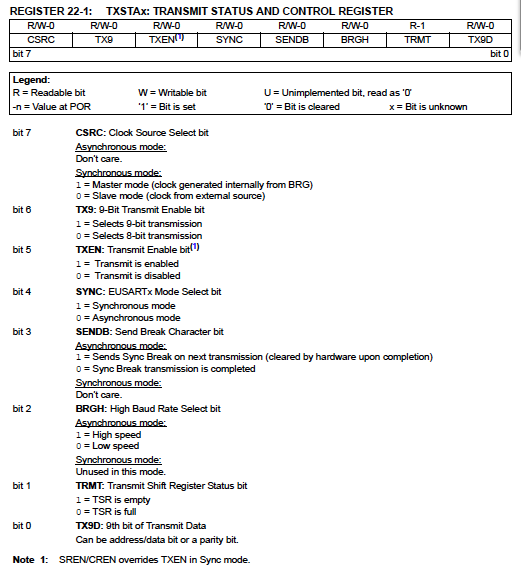 REGISTER 22-1: TXSTAx: TRANSMIT STATUS AND CONTROL REGISTER
R/W-0 R/W-0 R/W-0 R/W-0 R/W-0 R/W-0 R-1 R/W-0
CSRC TX9 TXEN(1) SYNC SENDB BRGH TRMT TX9D
bit 7 bit 0
Legend:
R = Readable bit W = Writable bit U = Unimplemented bit, read as '0'
-n = Value at POR '1' = Bit is set '0' = Bit is cleared x = Bit is unknown
bit 7 CSRC: Clock Source Select bit
Asynchronous mode:
Don't care.
Synchronous mode:
1 = Master mode (clock generated internally from BRG)
0 = Slave mode (clock from external source)
bit 6 TX9: 9-Bit Transmit Enable bit
1 = Selects 9-bit transmission
0 = Selects 8-bit transmission
bit 5 TXEN: Transmit Enable bit(1)
1 = Transmit is enabled
0 = Transmit is disabled
bit 4 SYNC: EUSARTx Mode Select bit
1 = Synchronous mode
0 = Asynchronous mode
bit 3 SENDB: Send Break Character bit
Asynchronous mode:
1 = Sends Sync Break on next transmission (cleared by hardware upon completion)
0 = Sync Break transmission is completed
Synchronous mode:
Don't care.
bit 2 BRGH: High Baud Rate Select bit
Asynchronous mode:
1 = High speed
0 = Low speed
Synchronous mode:
Unused in this mode.
bit 1 TRMT: Transmit Shift Register Status bit
1 = TSR is empty
0 = TSR is full
bit 0 TX9D: 9th bit of Transmit Data
Can be address/data bit or a parity bit.
Note 1: SREN/CREN overrides TXEN in Sync mode.